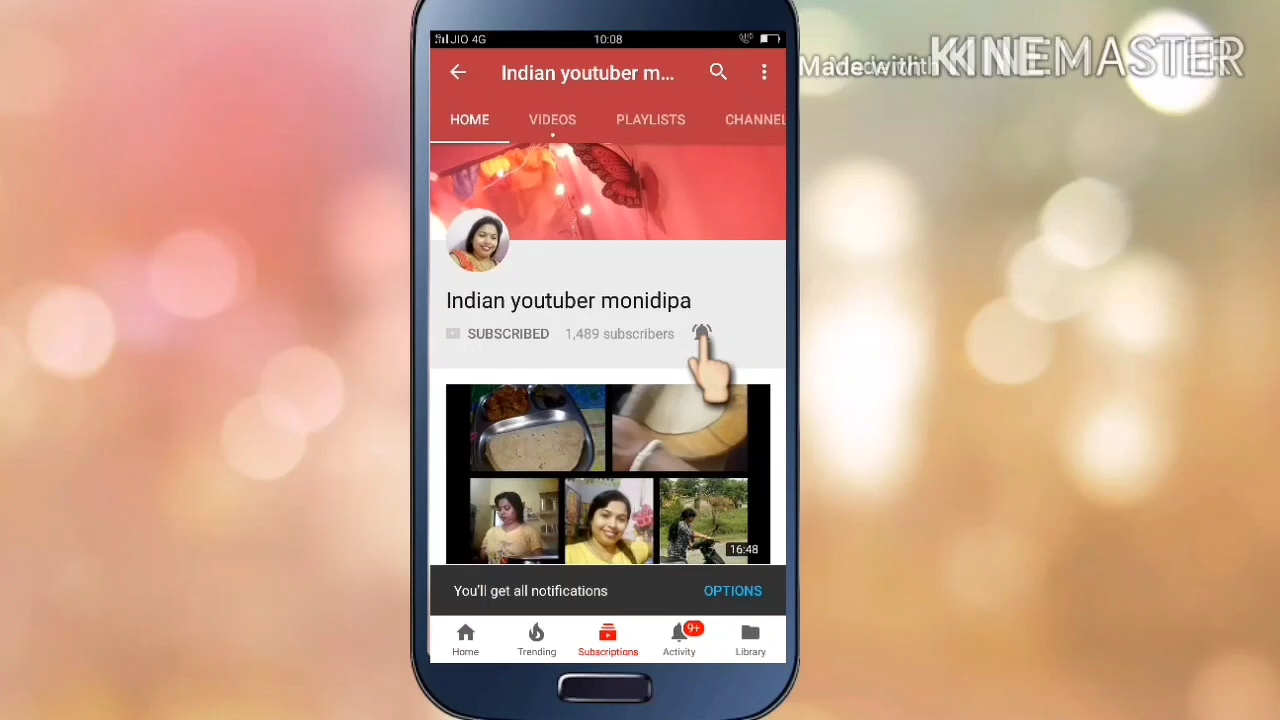 JIO 4G 10:08
Indian youtuber m...
HOME VIDEOS PLAYLISTS CHANNEL
Indian youtuber monidipa
SUBSCRIBED 1,489 subscribers
16:48
You'll get all notifications OPTIONS
9+
Home Trending Subscriptions Activity Library
Made with KINEMASTER